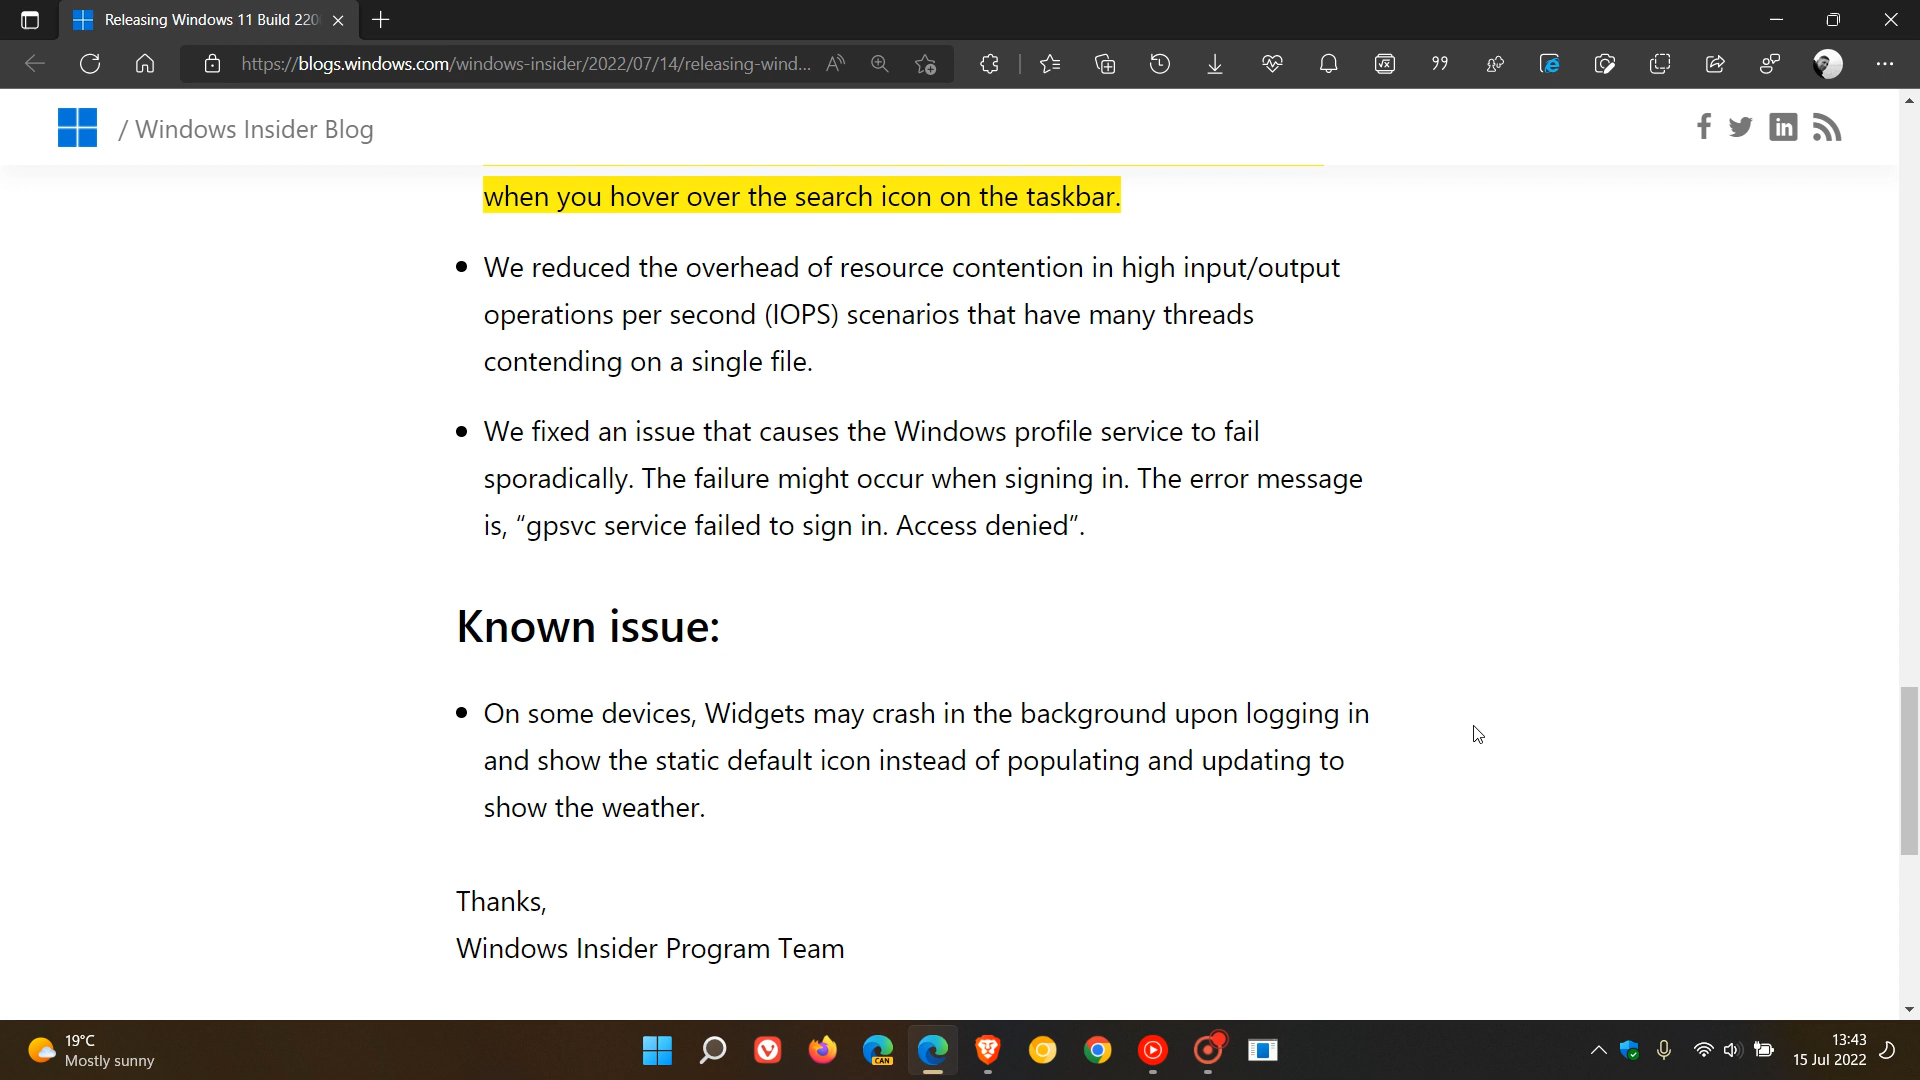 Releasing Windows 11 Build 220
https://blogs.windows.com/windows-insider/2022/07/14/releasing-wind...
/ Windows Insider Blog
when you hover over the search icon on the taskbar.
We reduced the overhead of resource contention in high input/output
operations per second (IOPS) scenarios that have many threads
contending on a single file.
We fixed an issue that causes the Windows profile service to fail
sporadically. The failure might occur when signing in. The error message
is, “gpsvc service failed to sign in. Access denied”.
Known issue:
On some devices, Widgets may crash in the background upon logging in
and show the static default icon instead of populating and updating to
show the weather.
Thanks,
Windows Insider Program Team
19°C
Mostly sunny
CAN
13:43
15 Jul 2022